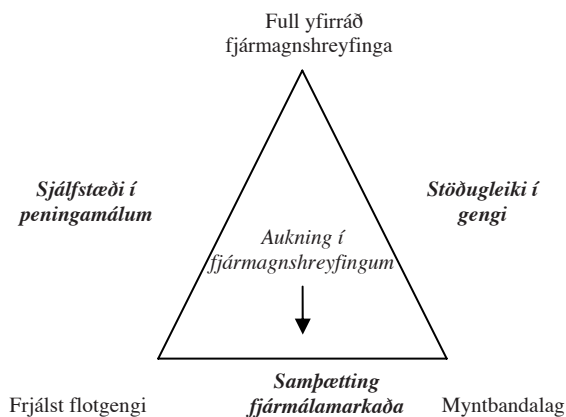 Full yfirráð
fjármagnshreyfinga
Sjálfstæði í
peningamálum
Stöðugleiki í
gengi
Aukning í
fjármagnshreyfingum
Frjálst flotgengi
Samþætting
fjármálamarkaða
Myntbandalag